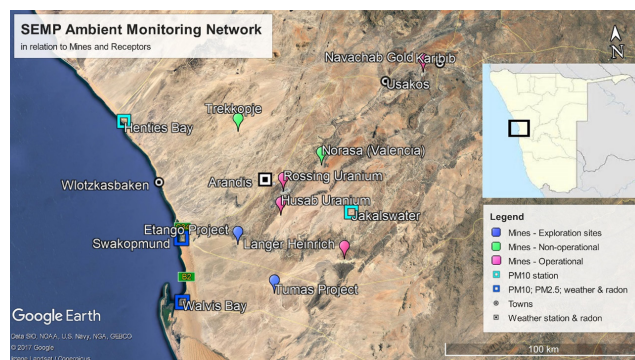 SEMP Ambient Monitoring Network
in relation to Mines and Receptors
N
Navachab Gold
Karibib
Usakos
Trekkopje
Henties Bay
Norasa (Valencia)
Wlotzkasbaken
Arandis
Rossing Uranium
Husab Uranium
Jakalswater
Etango Project
Swakopmund
Langer Heinrich
B2
Tumas Project
Walvis Bay
Legend
Mines - Exploration sites
Mines - Non-operational
Mines - Operational
PM10 station
PM10; PM2.5; weather & radon
Towns
Weather station & radon
Google Earth
Data SIO, NOAA, U.S. Navy, NGA, GEBCO
© 2017 Google
Image Landsat / Copernicus
100 km